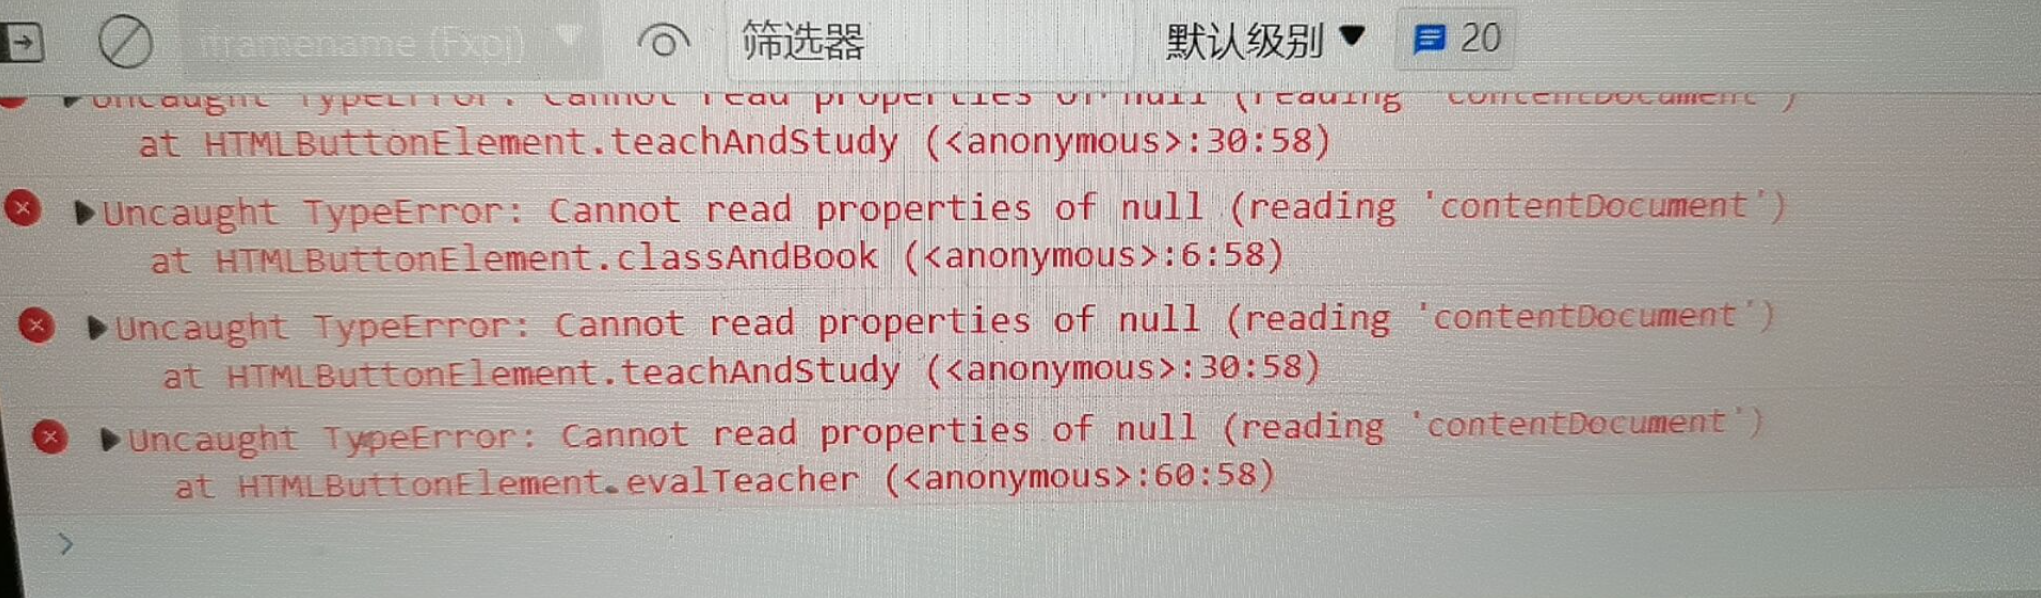 iframename (Fxpj)
筛选器
默认级别
20
Uncaught TypeError: Cannot read properties of null (reading 'contentDocument')
at HTMLButtonElement.teachAndStudy (<anonymous>:30:58)
Uncaught TypeError: Cannot read properties of null (reading 'contentDocument')
at HTMLButtonElement.classAndBook (<anonymous>:6:58)
Uncaught TypeError: Cannot read properties of null (reading 'contentDocument')
at HTMLButtonElement.teachAndStudy (<anonymous>:30:58)
Uncaught TypeError: Cannot read properties of null (reading 'contentDocument')
at HTMLButtonElement.evalTeacher (<anonymous>:60:58)